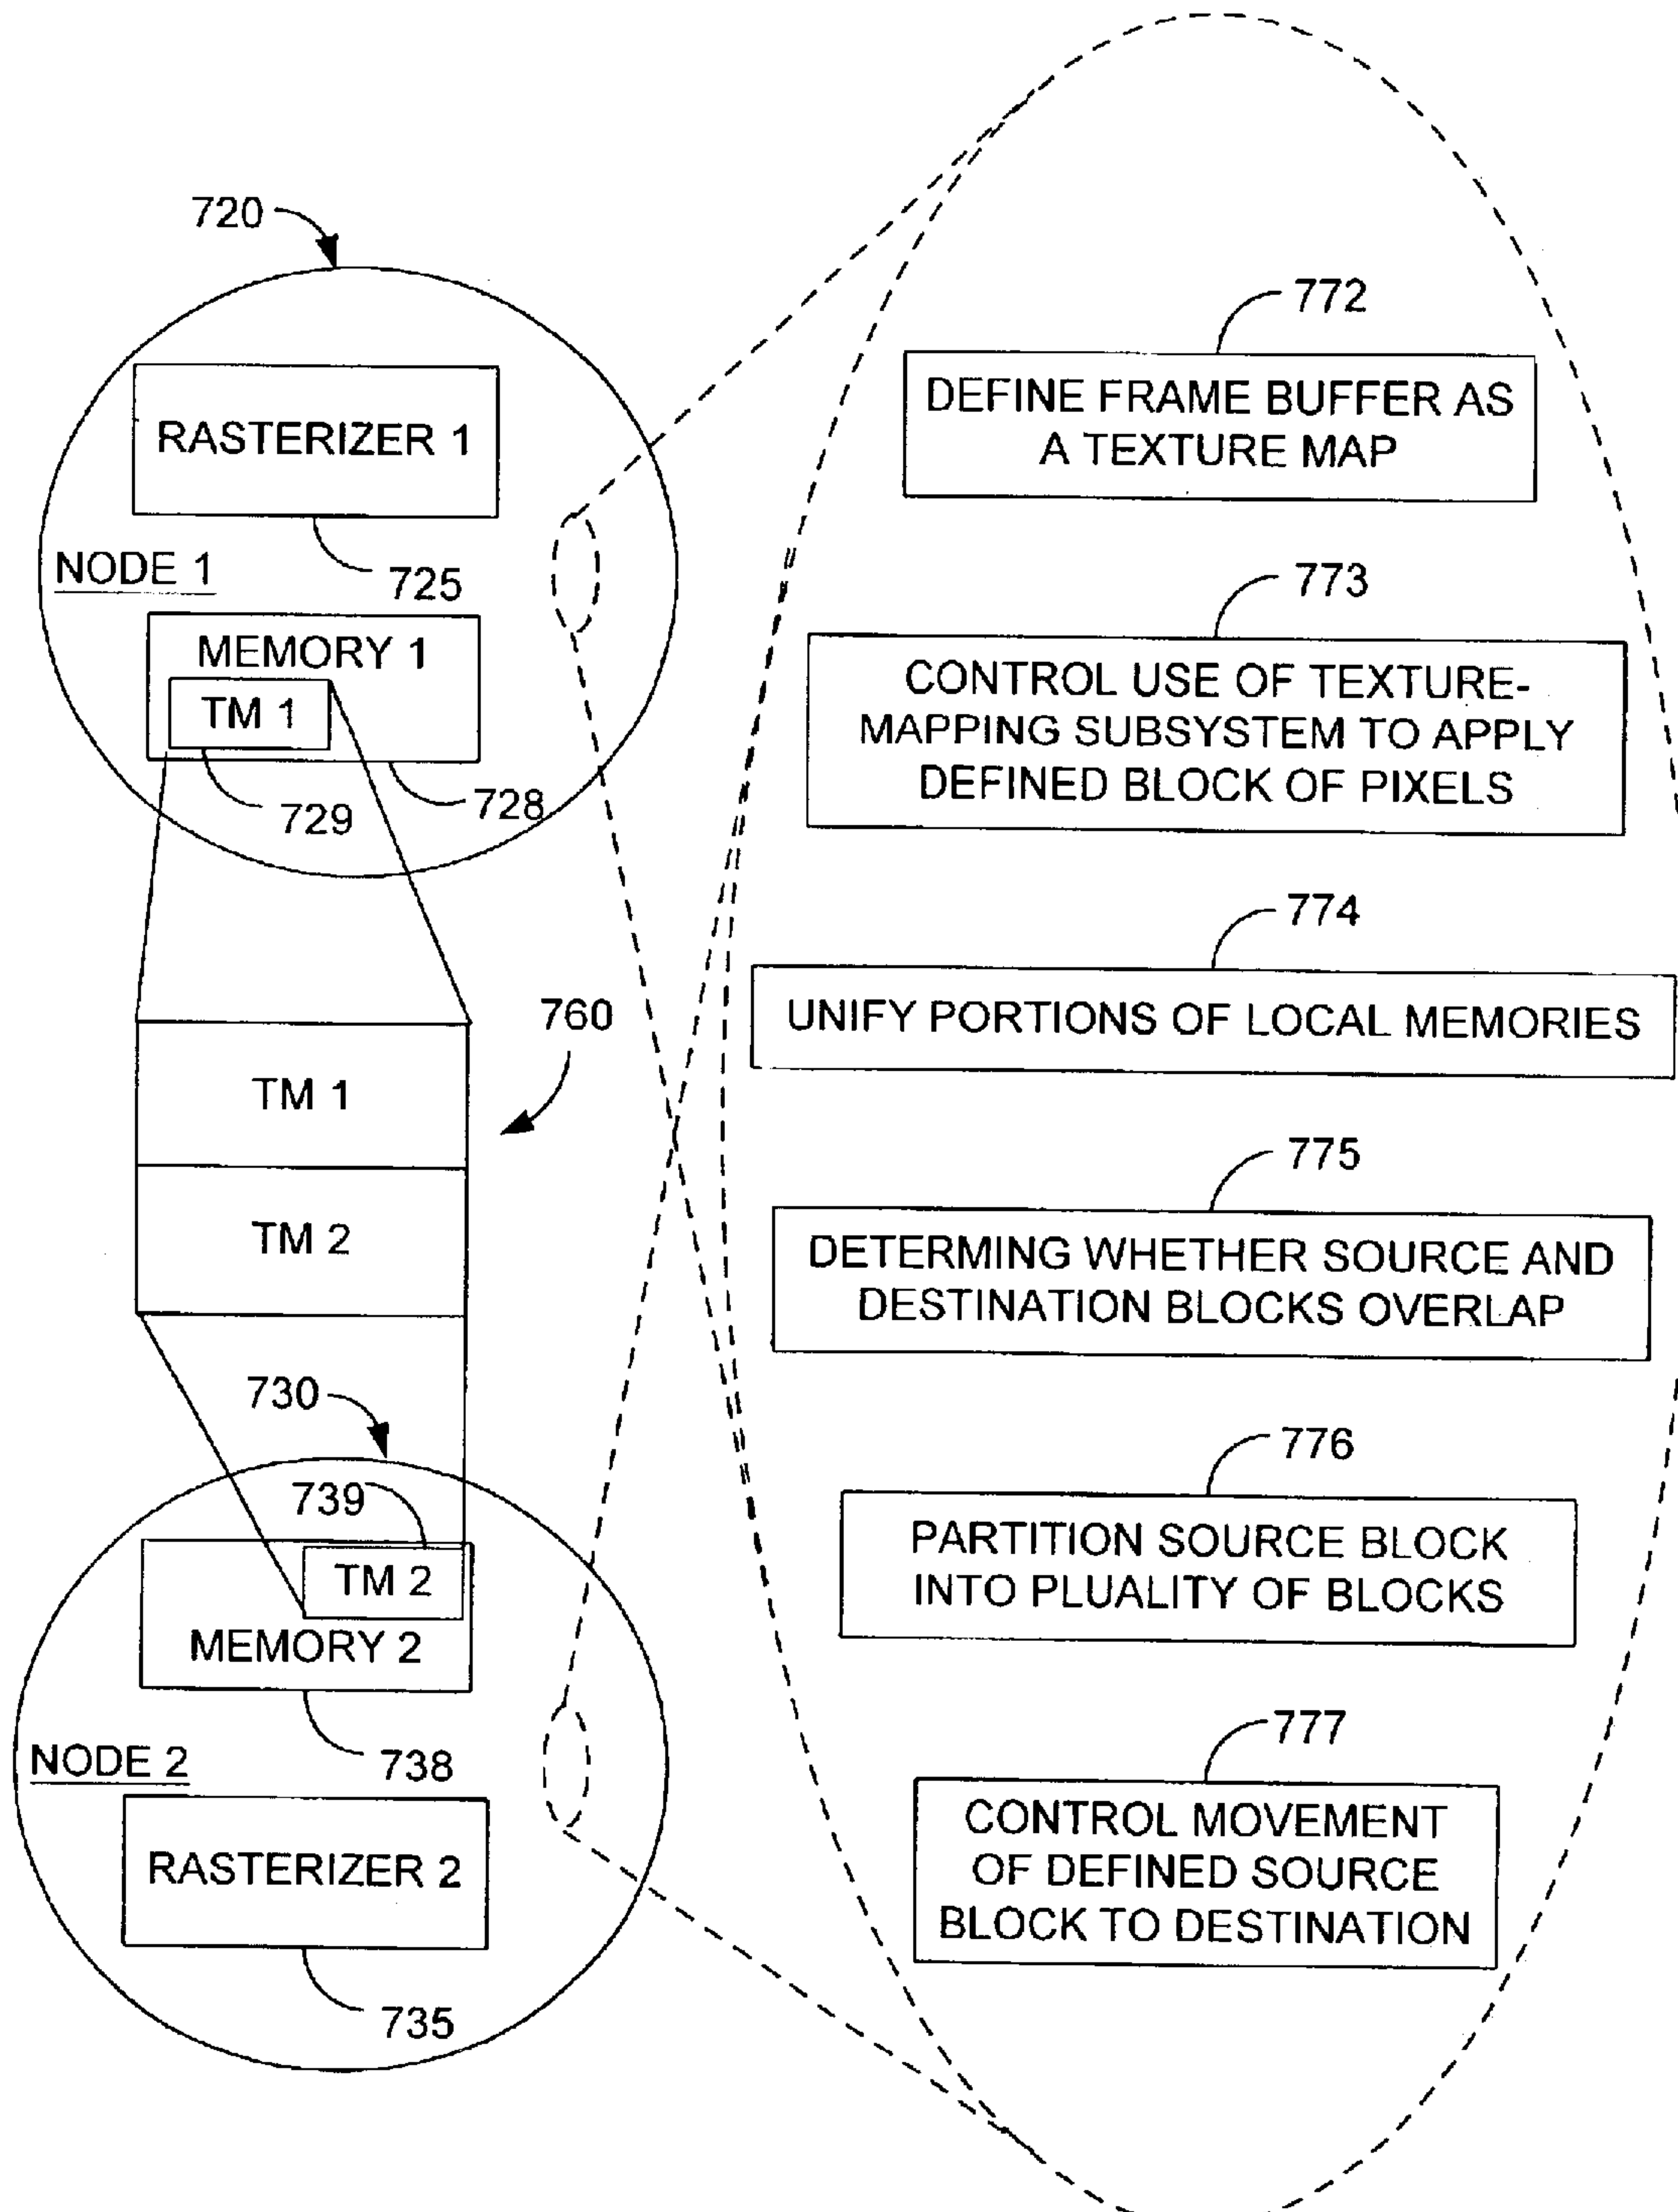 720
RASTERIZER 1
NODE 1
725
MEMORY 1
TM 1
729
728
760
TM 1
TM 2
730
739
TM 2
MEMORY 2
NODE 2
738
RASTERIZER 2
735
772
DEFINE FRAME BUFFER AS
A TEXTURE MAP
773
CONTROL USE OF TEXTURE-
MAPPING SUBSYSTEM TO APPLY
DEFINED BLOCK OF PIXELS
774
UNIFY PORTIONS OF LOCAL MEMORIES
775
DETERMING WHETHER SOURCE AND
DESTINATION BLOCKS OVERLAP
776
PARTITION SOURCE BLOCK
INTO PLUALITY OF BLOCKS
777
CONTROL MOVEMENT
OF DEFINED SOURCE
BLOCK TO DESTINATION